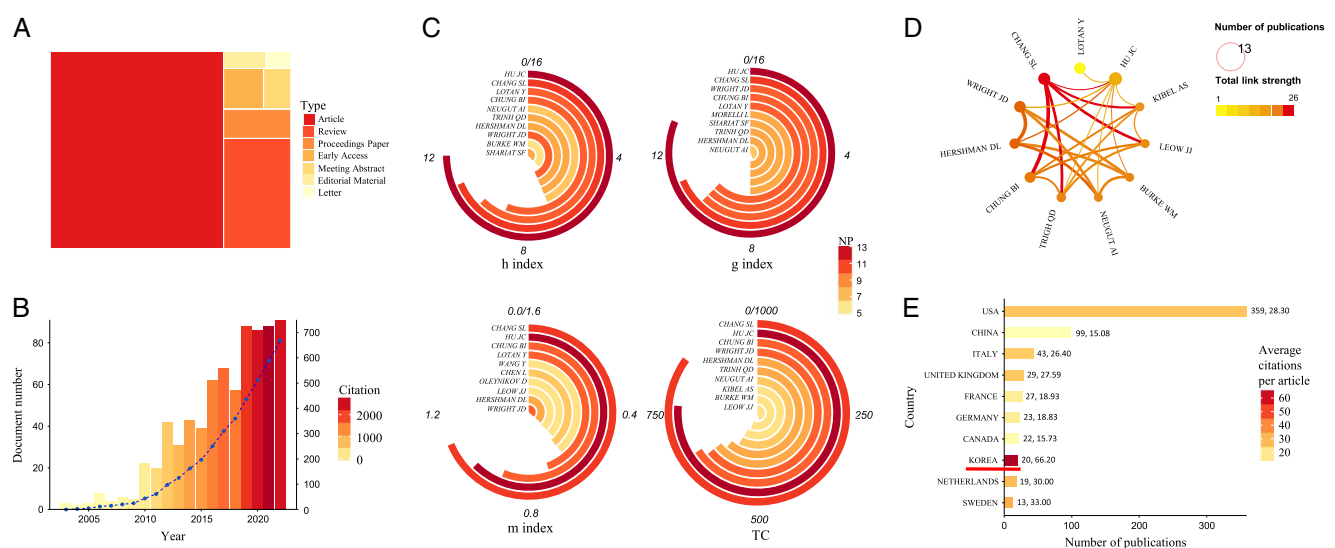 A
Type
Article
Review
Proceedings Paper
Early Access
Meeting Abstract
Editorial Material
Letter
B
Document number
80
60
40
20
0
700
600
500
400
300
200
100
0
2005
2010
2015
2020
Year
Citation
2000
1000
0
C
0/16
HU JC
CHANG SL
LOTAN Y
CHUNG BI
NEUGUT AI
TRINH QD
HERSHMAN DL
WRIGHT JD
BURKE WM
SHARIAT SF
12
4
8
h index
0/16
HU JC
CHANG SL
WRIGHT JD
CHUNG BI
LOTAN Y
MORELLI L
SHARIAT SF
TRINH QD
HERSHMAN DL
NEUGUT AI
12
4
8
g index
NP
13
11
9
7
5
0.0/1.6
CHANG SL
HU JC
CHUNG BI
LOTAN Y
WANG Y
CHEN L
OLEYNIKOV D
LEOW JJ
HERSHMAN DL
WRIGHT JD
1.2
0.4
0.8
m index
0/1000
CHANG SL
HU JC
CHUNG BI
WRIGHT JD
HERSHMAN DL
TRINH QD
NEUGUT AI
KIBEL AS
BURKE WM
LEOW JJ
750
250
500
TC
D
LOTAN Y
HU JC
KIBEL AS
LEOW JJ
BURKE WM
NEUGUT AI
TRIGH QD
CHUNG BI
HERSHMAN DL
WRIGHT JD
CHANG SL
Number of publications
13
Total link strength
1
26
E
Country
USA 359, 28.30
CHINA 99, 15.08
ITALY 43, 26.40
UNITED KINGDOM 29, 27.59
FRANCE 27, 18.93
GERMANY 23, 18.83
CANADA 22, 15.73
KOREA 20, 66.20
NETHERLANDS 19, 30.00
SWEDEN 13, 33.00
0
100
200
300
Number of publications
Average
citations
per article
60
50
40
30
20